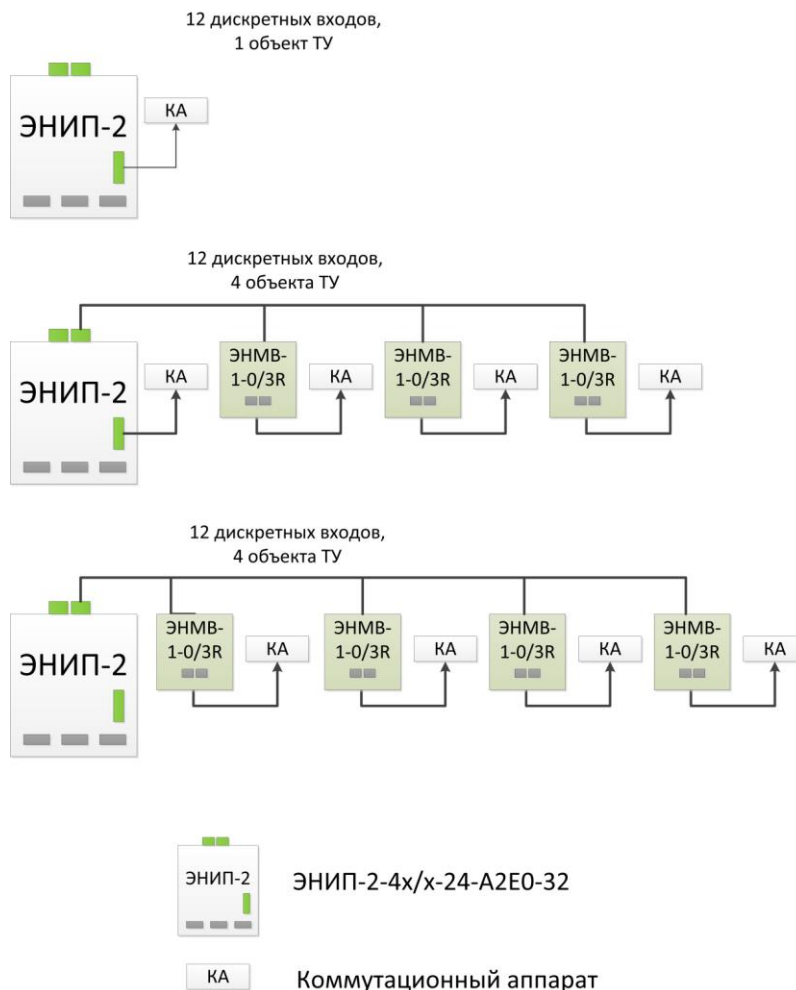 12 дискретных входов,
1 объект ТУ
ЭНИП-2
КА
12 дискретных входов,
4 объекта ТУ
ЭНИП-2
КА
ЭНМВ-
1-0/3R
КА
ЭНМВ-
1-0/3R
КА
ЭНМВ-
1-0/3R
КА
12 дискретных входов,
4 объекта ТУ
ЭНИП-2
ЭНМВ-
1-0/3R
КА
ЭНМВ-
1-0/3R
КА
ЭНМВ-
1-0/3R
КА
ЭНМВ-
1-0/3R
КА
ЭНИП-2
ЭНИП-2-4х/х-24-А2Е0-32
КА
Коммутационный аппарат